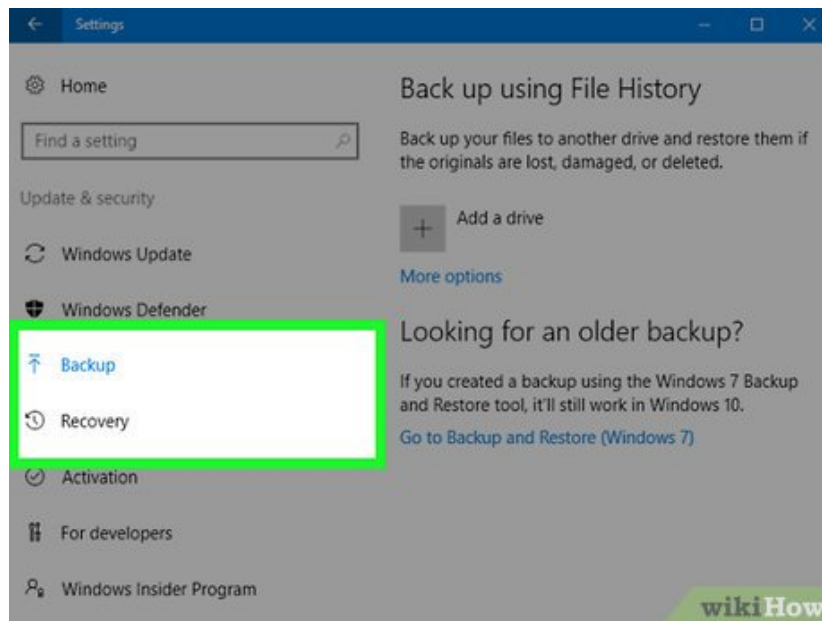 Settings
Home
Find a setting
Update & security
Windows Update
Windows Defender
Backup
Recovery
Activation
For developers
Windows Insider Program
Back up using File History
Back up your files to another drive and restore them if
the originals are lost, damaged, or deleted.
Add a drive
More options
Looking for an older backup?
If you created a backup using the Windows 7 Backup
and Restore tool, it'll still work in Windows 10.
Go to Backup and Restore (Windows 7)
wikiHow